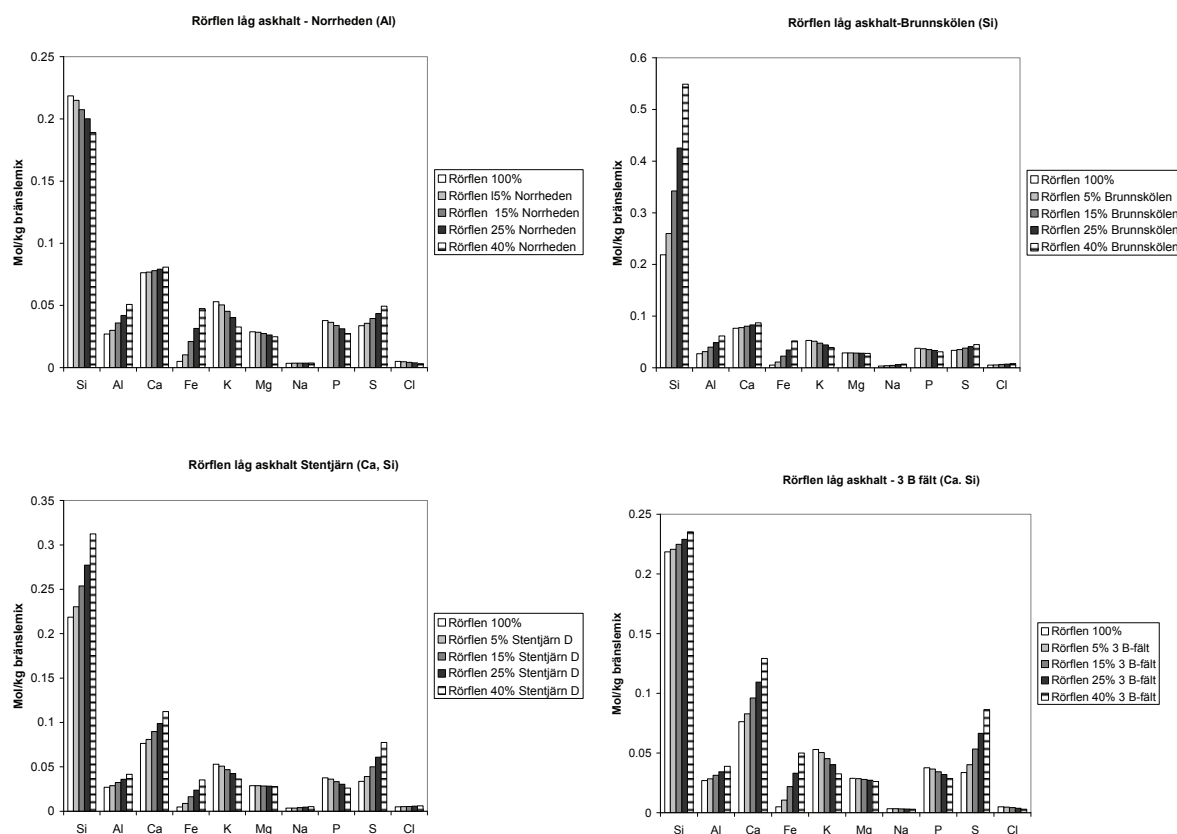 Rörflen låg askhalt - Norrheden (Al)
Mol/kg bränslemix
0.25
0.2
0.15
0.1
0.05
0
Si Al Ca Fe K Mg Na P S Cl
Rörflen 100%
Rörflen l5% Norrheden
Rörflen 15% Norrheden
Rörflen 25% Norrheden
Rörflen 40% Norrheden
Rörflen låg askhalt-Brunnskölen (Si)
Mol/kg bränslemix
0.6
0.5
0.4
0.3
0.2
0.1
0
Si Al Ca Fe K Mg Na P S Cl
Rörflen 100%
Rörflen 5% Brunnskölen
Rörflen 15% Brunnskölen
Rörflen 25% Brunnskölen
Rörflen 40% Brunnskölen
Rörflen låg askhalt Stentjärn (Ca, Si)
Mol/kg bränslemix
0.35
0.3
0.25
0.2
0.15
0.1
0.05
0
Si Al Ca Fe K Mg Na P S Cl
Rörflen 100%
Rörflen 5% Stentjärn D
Rörflen 15% Stentjärn D
Rörflen 25% Stentjärn D
Rörflen 40% Stentjärn D
Rörflen låg askhalt - 3 B fält (Ca. Si)
Mol/kg bränslemix
0.25
0.2
0.15
0.1
0.05
0
Si Al Ca Fe K Mg Na P S Cl
Rörflen 100%
Rörflen 5% 3 B-fält
Rörflen 15% 3 B-fält
Rörflen 25% 3 B-fält
Rörflen 40% 3 B-fält